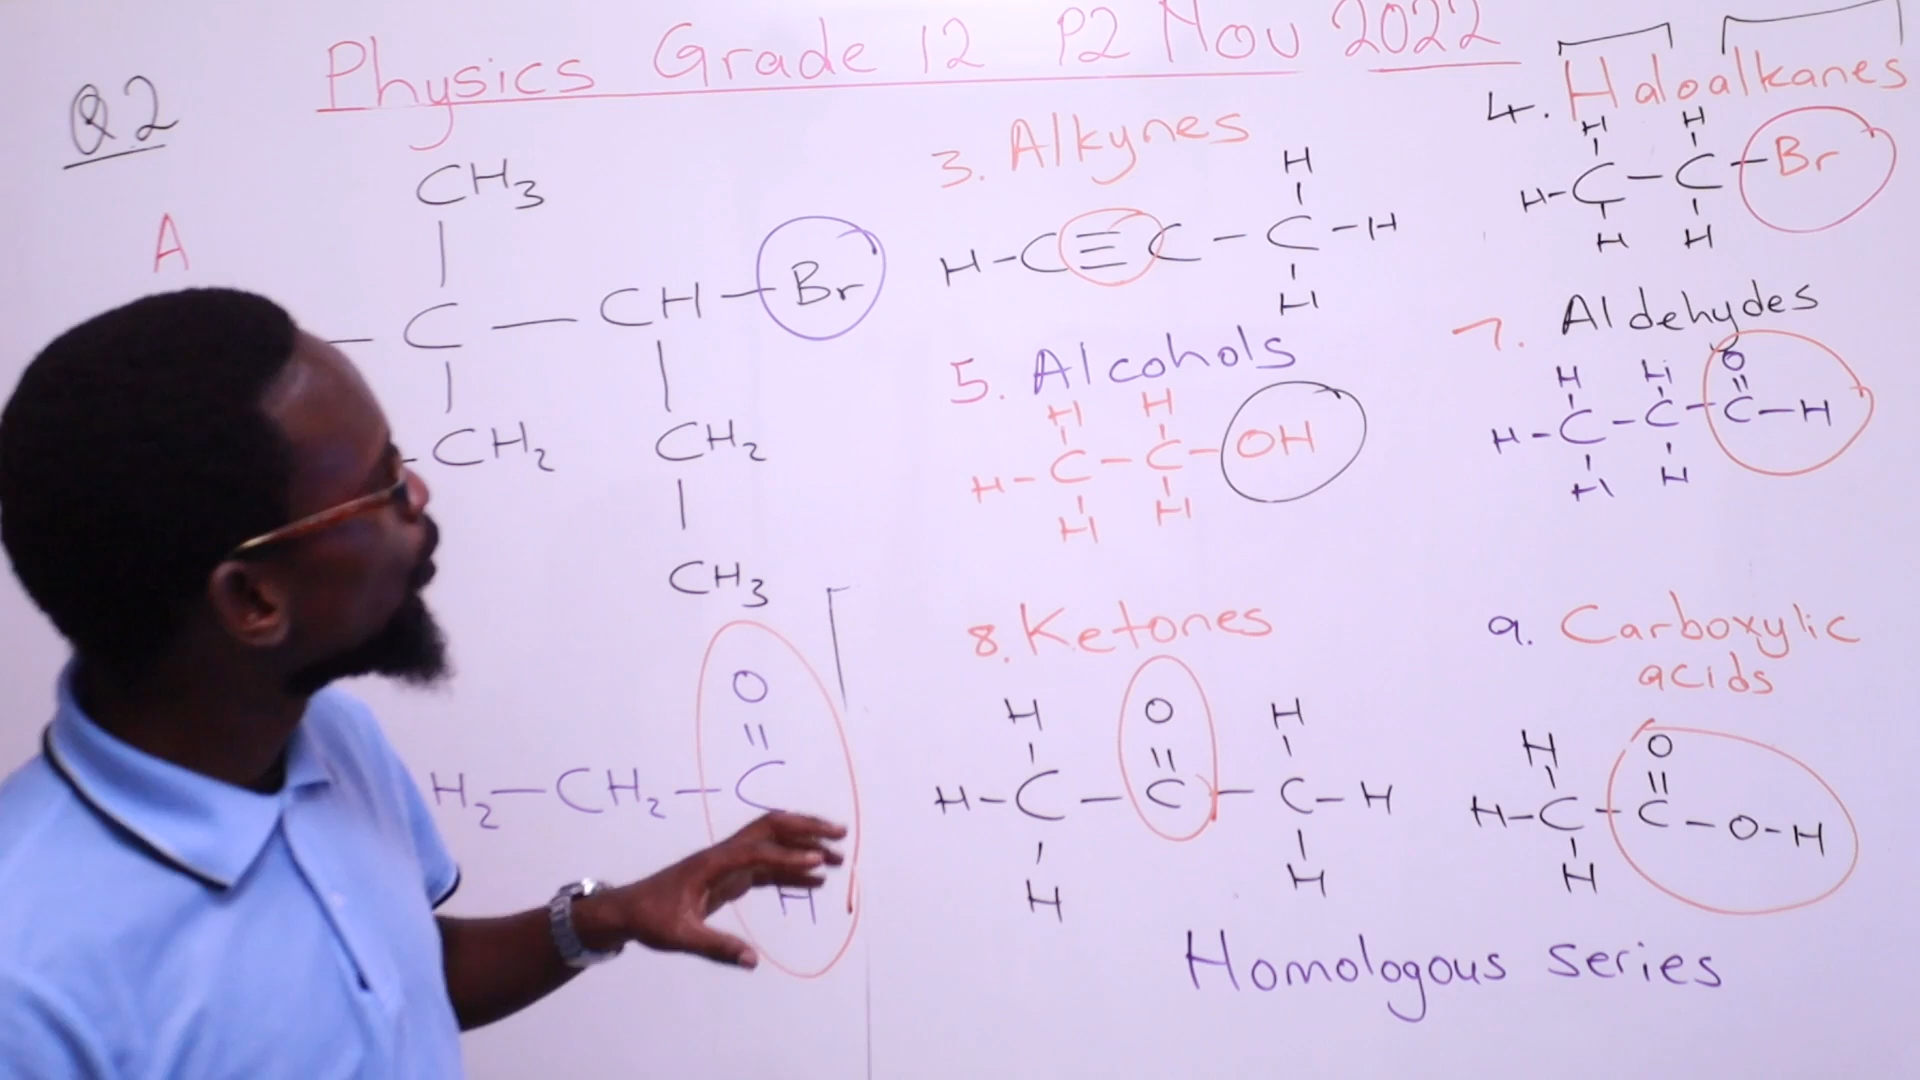 Physics Grade 12 P2 Nov 2022
Q2
A
CH3
|
— C — CH — Br
| |
-CH2 CH2
|
CH3
O
||
H2 — CH2 — C
H
3. Alkynes
H
|
H-C≡C-C-H
|
H
4. Haloalkanes
H H
| |
H-C-C-Br
| |
H H
5. Alcohols
H H
| |
H-C-C-OH
| |
H H
7. Aldehydes
H H O
| | ||
H-C-C-C-H
| |
H H
8. Ketones
H O H
| || |
H-C-C-C-H
| |
H H
9. Carboxylic
acids
H O
| ||
H-C-C-O-H
|
H
Homologous series